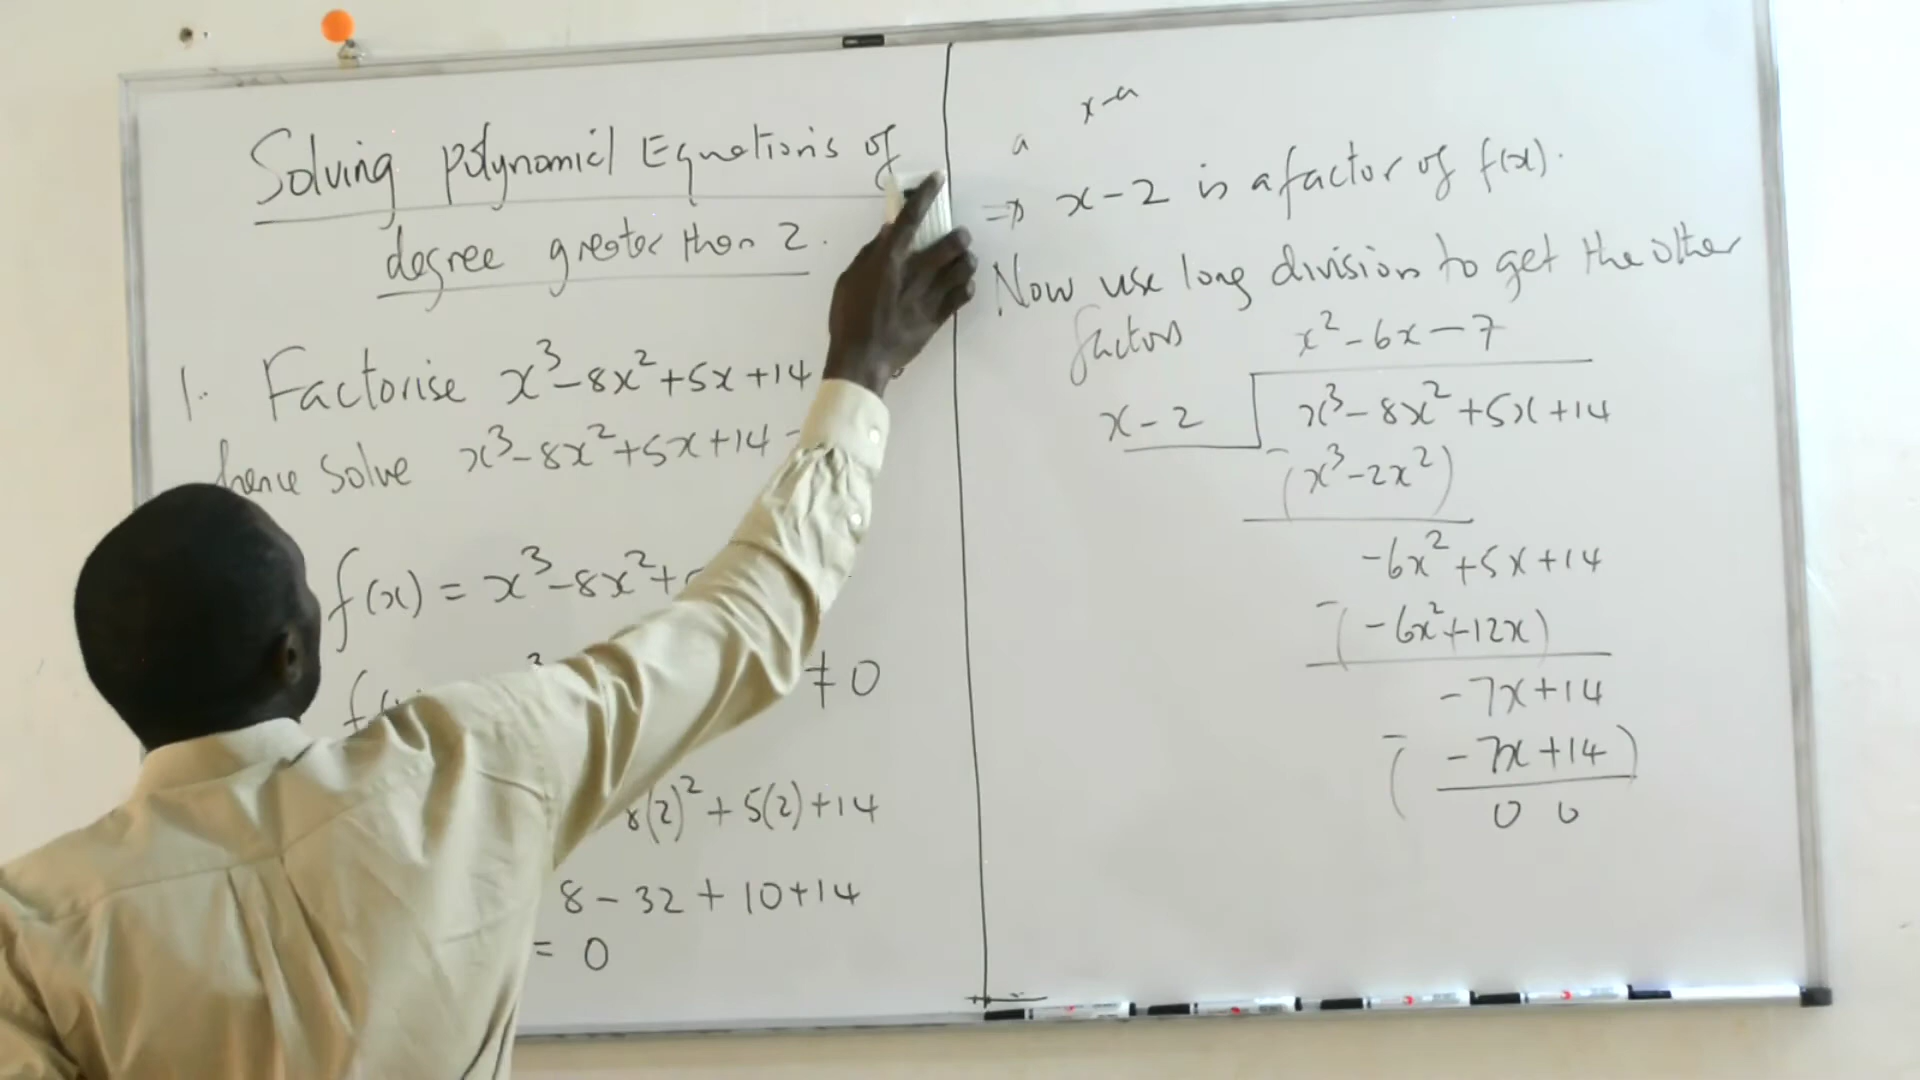 Solving polynomial Equations of
degree greater than 2.
1. Factorise x³-8x²+5x+14
hence solve x³-8x²+5x+14
f(x) = x³-8x²+
≠0
8(2)²+5(2)+14
8-32+10+14
= 0
x-a
a
⇒ x-2 is a factor of f(x).
Now use long division to get the other
factors
x²-6x-7
x-2 x³-8x²+5x+14
-(x³-2x²)
-6x²+5x+14
-(-6x²+12x)
-7x+14
-(-7x+14)
0 0